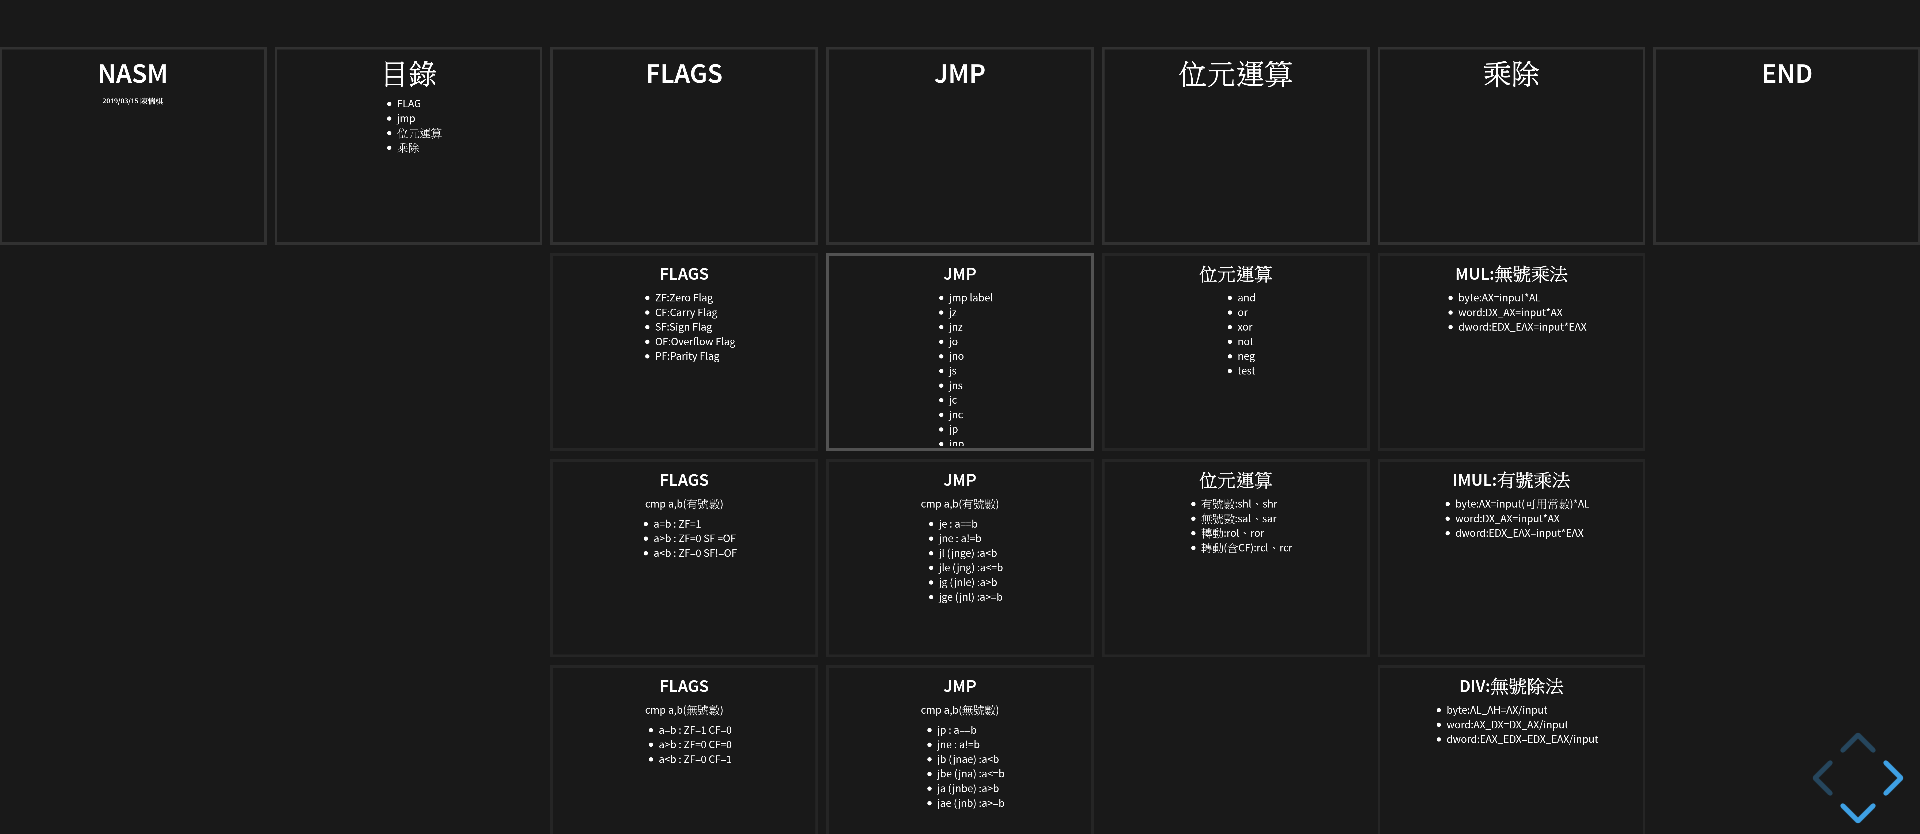 NASM
2019/03/15
目錄
FLAG
jmp
位元運算
乘除
FLAGS
JMP
位元運算
乘除
END
FLAGS
ZF:Zero Flag
CF:Carry Flag
SF:Sign Flag
OF:Overflow Flag
PF:Parity Flag
JMP
jmp label
jz
jnz
jo
jno
js
jns
jc
jnc
jp
jnp
位元運算
and
or
xor
not
neg
test
MUL:無號乘法
byte:AX=input*AL
word:DX_AX=input*AX
dword:EDX_EAX=input*EAX
FLAGS
cmp a,b(有號數)
a=b : ZF=1
a>b : ZF=0 SF =OF
a<b : ZF=0 SF!=OF
JMP
cmp a,b(有號數)
je : a==b
jne : a!=b
jl (jnge) :a<b
jle (jng) :a<=b
jg (jnle) :a>b
jge (jnl) :a>=b
位元運算
有號數:shl、shr
無號數:sal、sar
轉動:rol、ror
轉動(含CF):rcl、rcr
IMUL:有號乘法
byte:AX=input(可用常數)*AL
word:DX_AX=input*AX
dword:EDX_EAX=input*EAX
FLAGS
cmp a,b(無號數)
a=b : ZF=1 CF=0
a>b : ZF=0 CF=0
a<b : ZF=0 CF=1
JMP
cmp a,b(無號數)
jp : a==b
jne : a!=b
jb (jnae) :a<b
jbe (jna) :a<=b
ja (jnbe) :a>b
jae (jnb) :a>=b
DIV:無號除法
byte:AL_AH=AX/input
word:AX_DX=DX_AX/input
dword:EAX_EDX=EDX_EAX/input